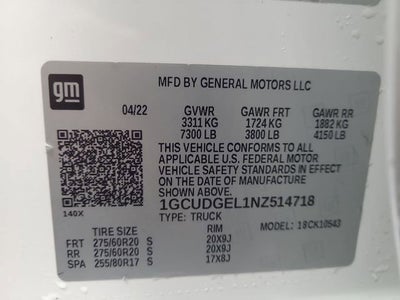 gm
MFD BY GENERAL MOTORS LLC
04/22 GVWR GAWR FRT GAWR RR
3311 KG 1724 KG 1882 KG
7300 LB 3800 LB 4150 LB
THIS VEHICLE CONFORMS TO ALL
APPLICABLE U.S. FEDERAL MOTOR
VEHICLE SAFETY STANDARDS IN EFFECT
ON THE DATE OF MANUFACTURE
SHOWN ABOVE.
1GCUDGEL1NZ514718
140X TYPE: TRUCK MODEL: 18CK10543
TIRE SIZE RIM
FRT 275/60R20 S 20X9J
RR 275/60R20 S 20X9J
SPA 255/80R17 S 17X8J